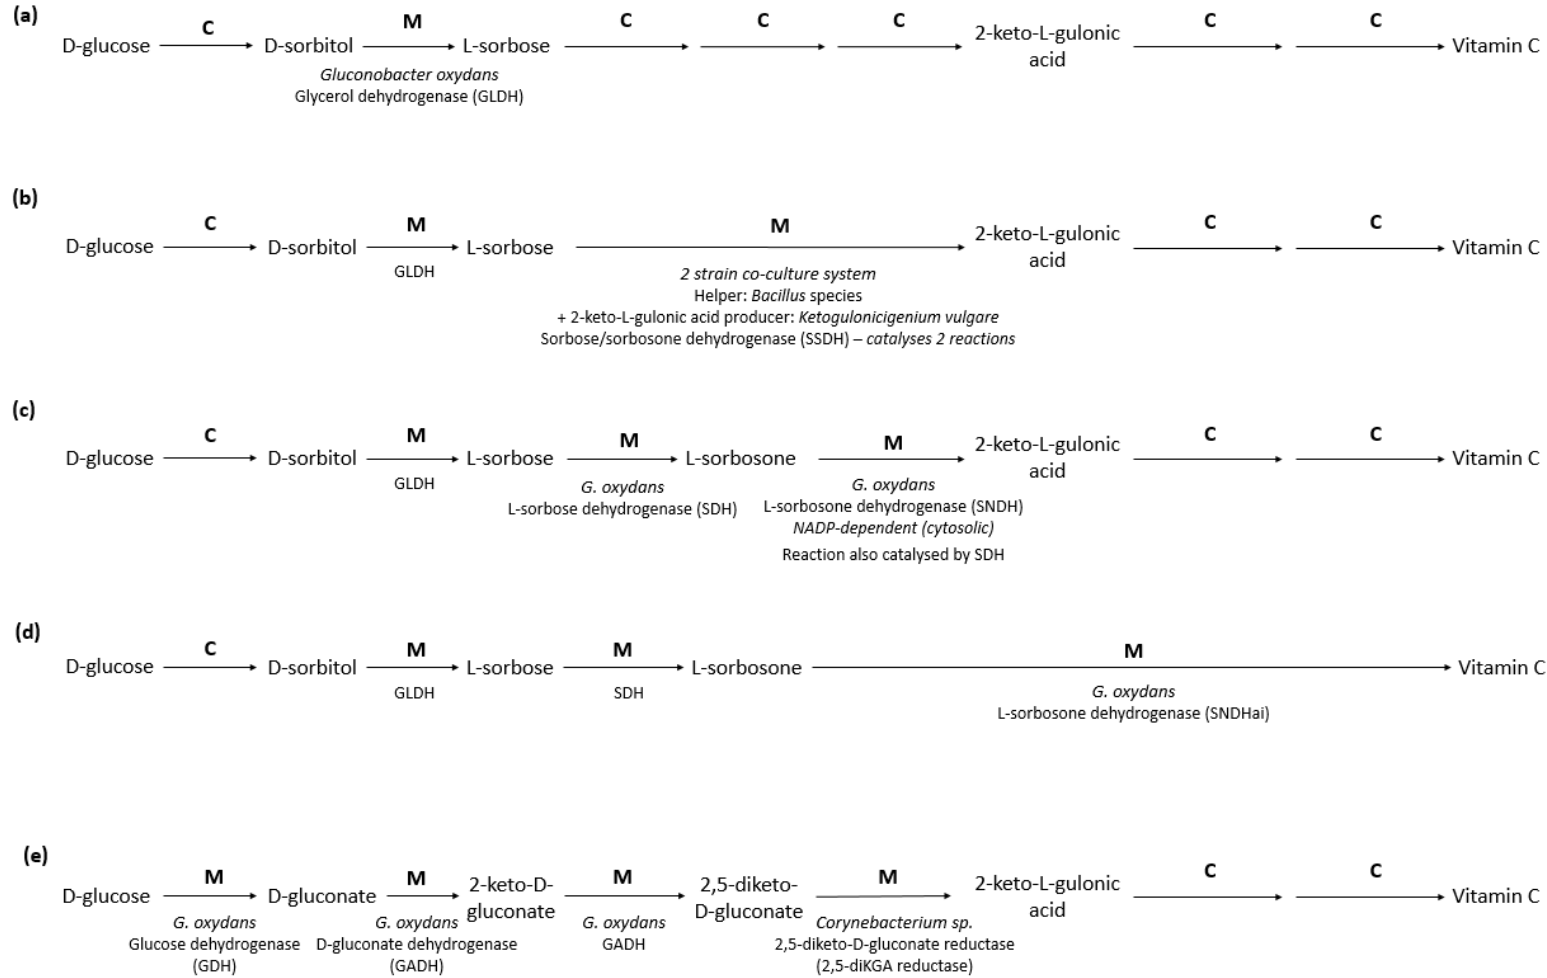 (a)
C M C C C C C
D-glucose D-sorbitol L-sorbose 2-keto-L-gulonic acid Vitamin C
Gluconobacter oxydans
Glycerol dehydrogenase (GLDH)
(b)
C M M C C
D-glucose D-sorbitol L-sorbose 2-keto-L-gulonic acid Vitamin C
GLDH
2 strain co-culture system
Helper: Bacillus species
+ 2-keto-L-gulonic acid producer: Ketogulonicigenium vulgare
Sorbose/sorbosone dehydrogenase (SSDH) – catalyses 2 reactions
(c)
C M M M C C
D-glucose D-sorbitol L-sorbose L-sorbosone 2-keto-L-gulonic acid Vitamin C
GLDH
G. oxydans
L-sorbose dehydrogenase (SDH)
G. oxydans
L-sorbosone dehydrogenase (SNDH)
NADP-dependent (cytosolic)
Reaction also catalysed by SDH
(d)
C M M M
D-glucose D-sorbitol L-sorbose L-sorbosone Vitamin C
GLDH
SDH
G. oxydans
L-sorbosone dehydrogenase (SNDHai)
(e)
M M M M C C
D-glucose D-gluconate 2-keto-D-gluconate 2,5-diketo-D-gluconate 2-keto-L-gulonic acid Vitamin C
G. oxydans
Glucose dehydrogenase
(GDH)
G. oxydans
D-gluconate dehydrogenase
(GADH)
G. oxydans
GADH
Corynebacterium sp.
2,5-diketo-D-gluconate reductase
(2,5-diKGA reductase)